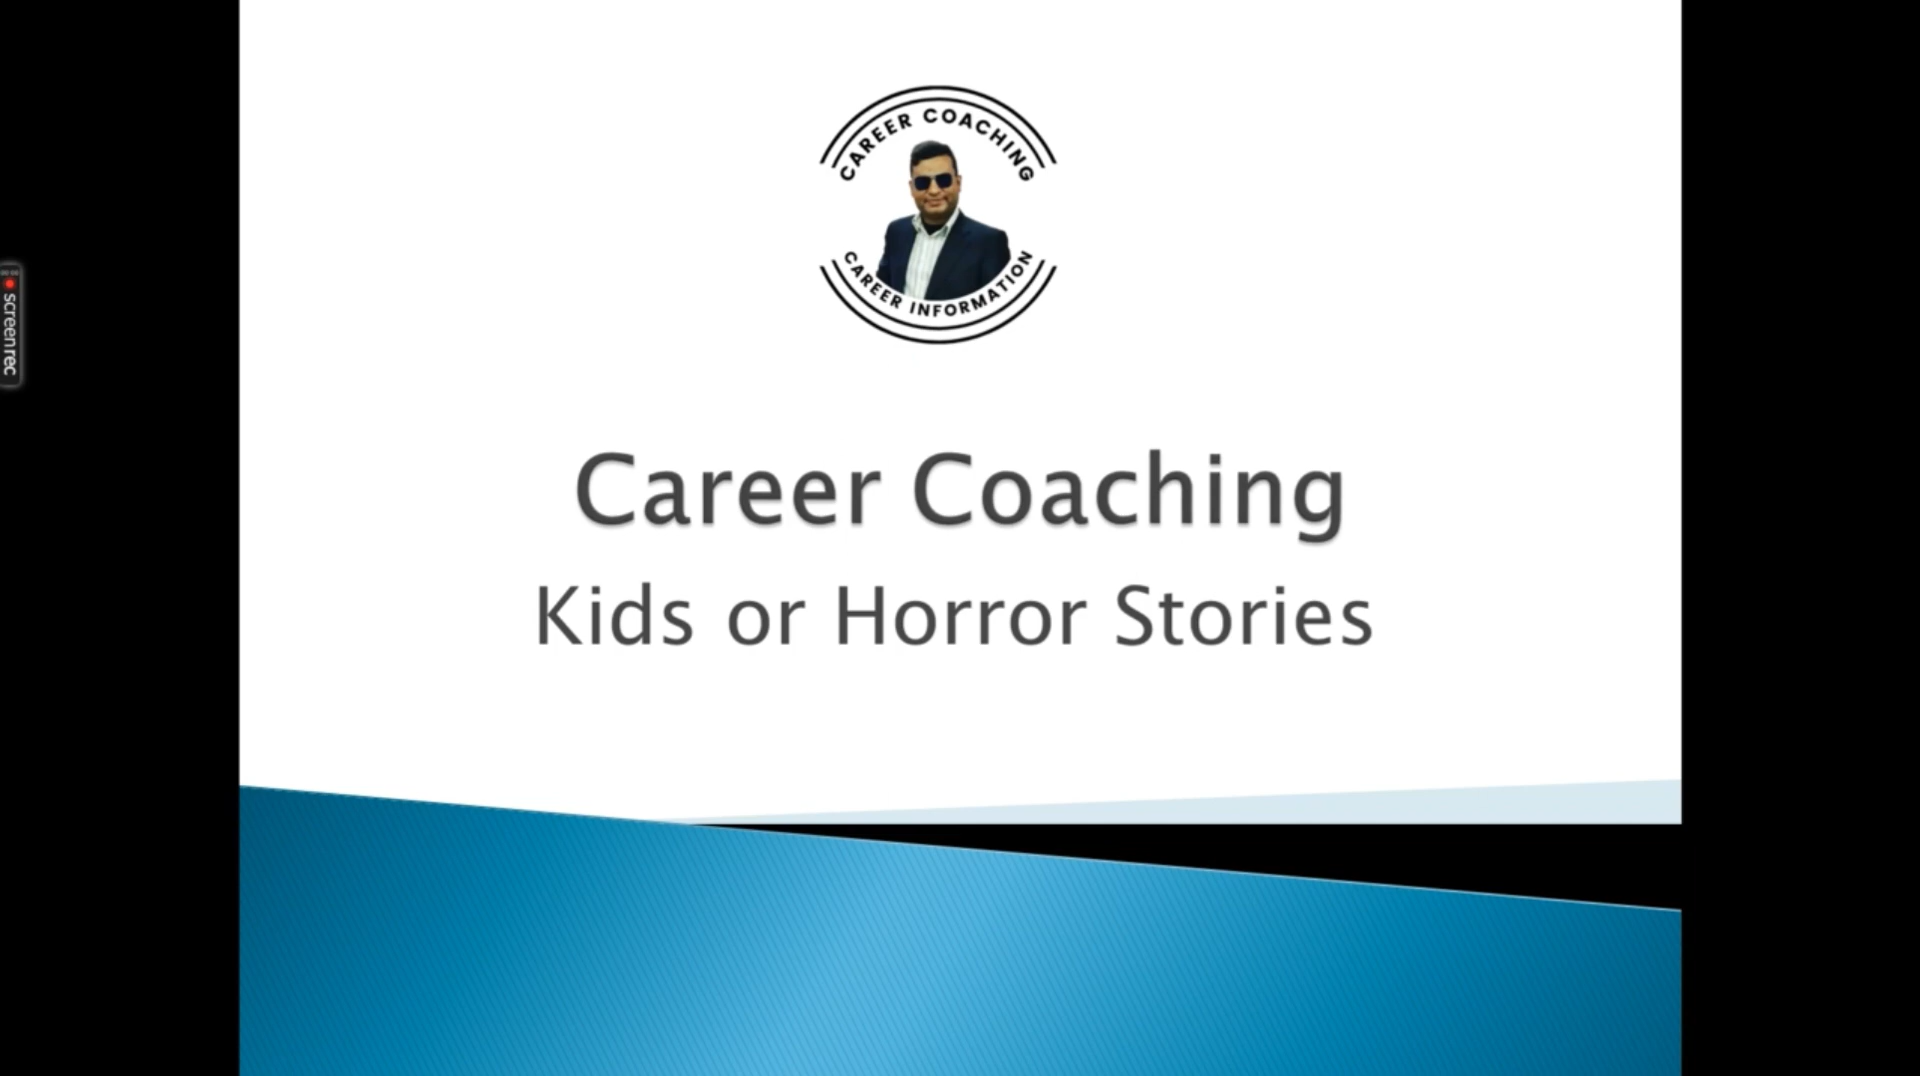 CAREER COACHING
CAREER INFORMATION
Career Coaching
Kids or Horror Stories
screenrec